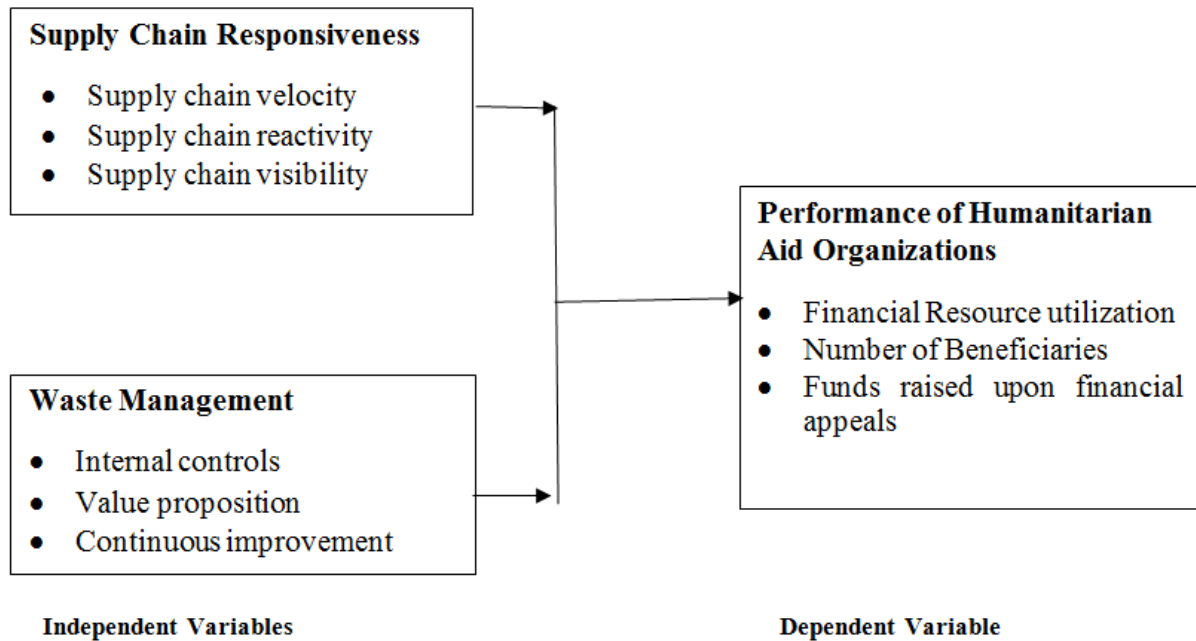 Supply Chain Responsiveness
● Supply chain velocity
● Supply chain reactivity
● Supply chain visibility
Waste Management
● Internal controls
● Value proposition
● Continuous improvement
Performance of Humanitarian
Aid Organizations
● Financial Resource utilization
● Number of Beneficiaries
● Funds raised upon financial
appeals
Independent Variables
Dependent Variable